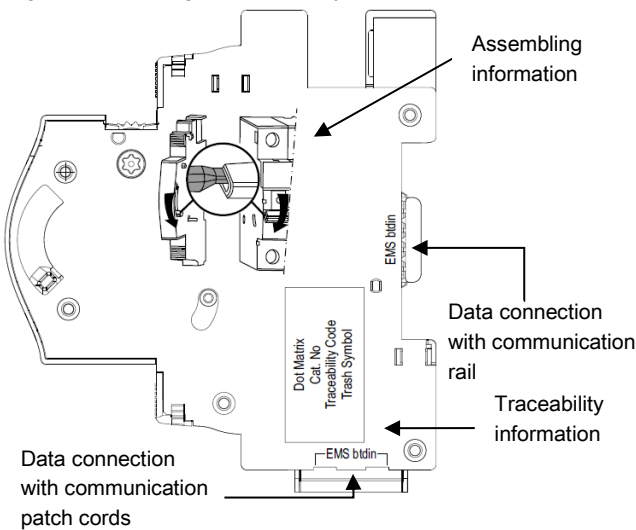 Assembling
information
EMS btdin
Data connection
with communication
rail
Dot Matrix
Cat. No
Traceability Code
Trash Symbol
Traceability
information
EMS btdin
Data connection
with communication
patch cords